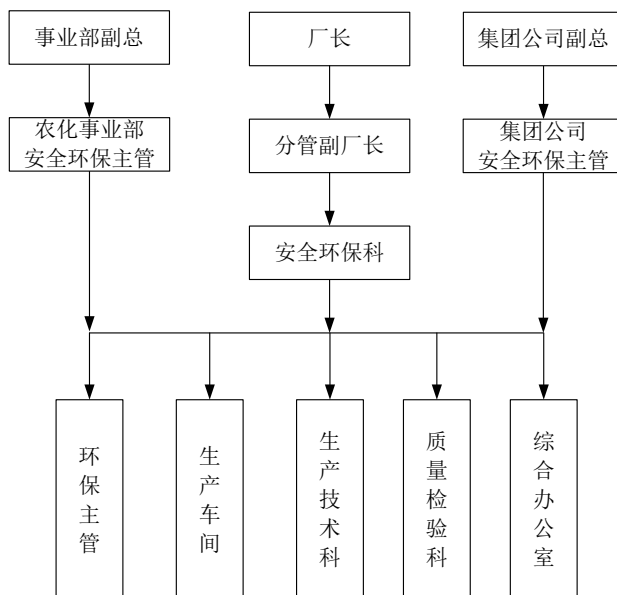 事业部副总
厂长
集团公司副总
农化事业部
安全环保主管
分管副厂长
集团公司
安全环保主管
安全环保科
环保主管
生产车间
生产技术科
质量检验科
综合办公室